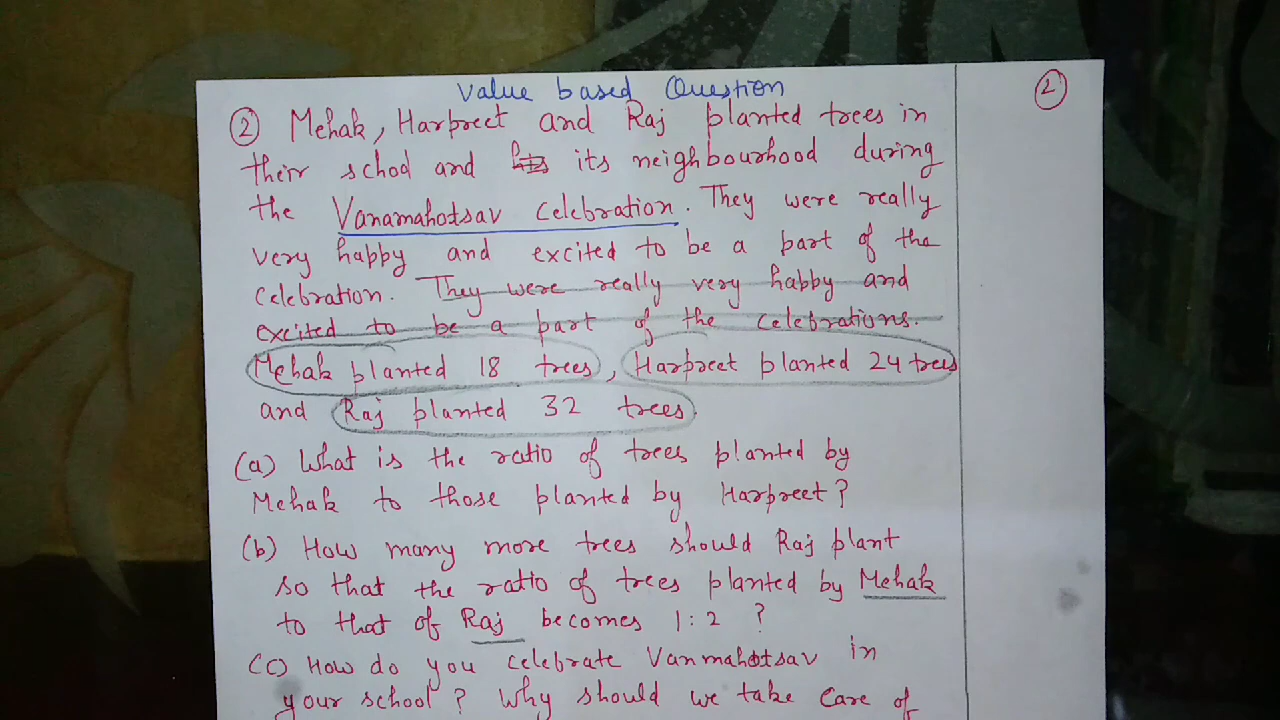 Value based Question
② Mehak, Harpreet and Raj planted trees in ②
their school and its its neighbourhood during
the Vanamahotsav Celebration. They were really
very happy and excited to be a part of the
Celebration. They were really very happy and
excited to be a part of the celebrations.
Mehak planted 18 trees, Harpreet planted 24 trees
and Raj planted 32 trees.
(a) What is the ratio of trees planted by
Mehak to those planted by Harpreet?
(b) How many more trees should Raj plant
so that the ratio of trees planted by Mehak
to that of Raj becomes 1:2 ?
(c) How do you celebrate Vanmahotsav in
your school? Why should we take care of